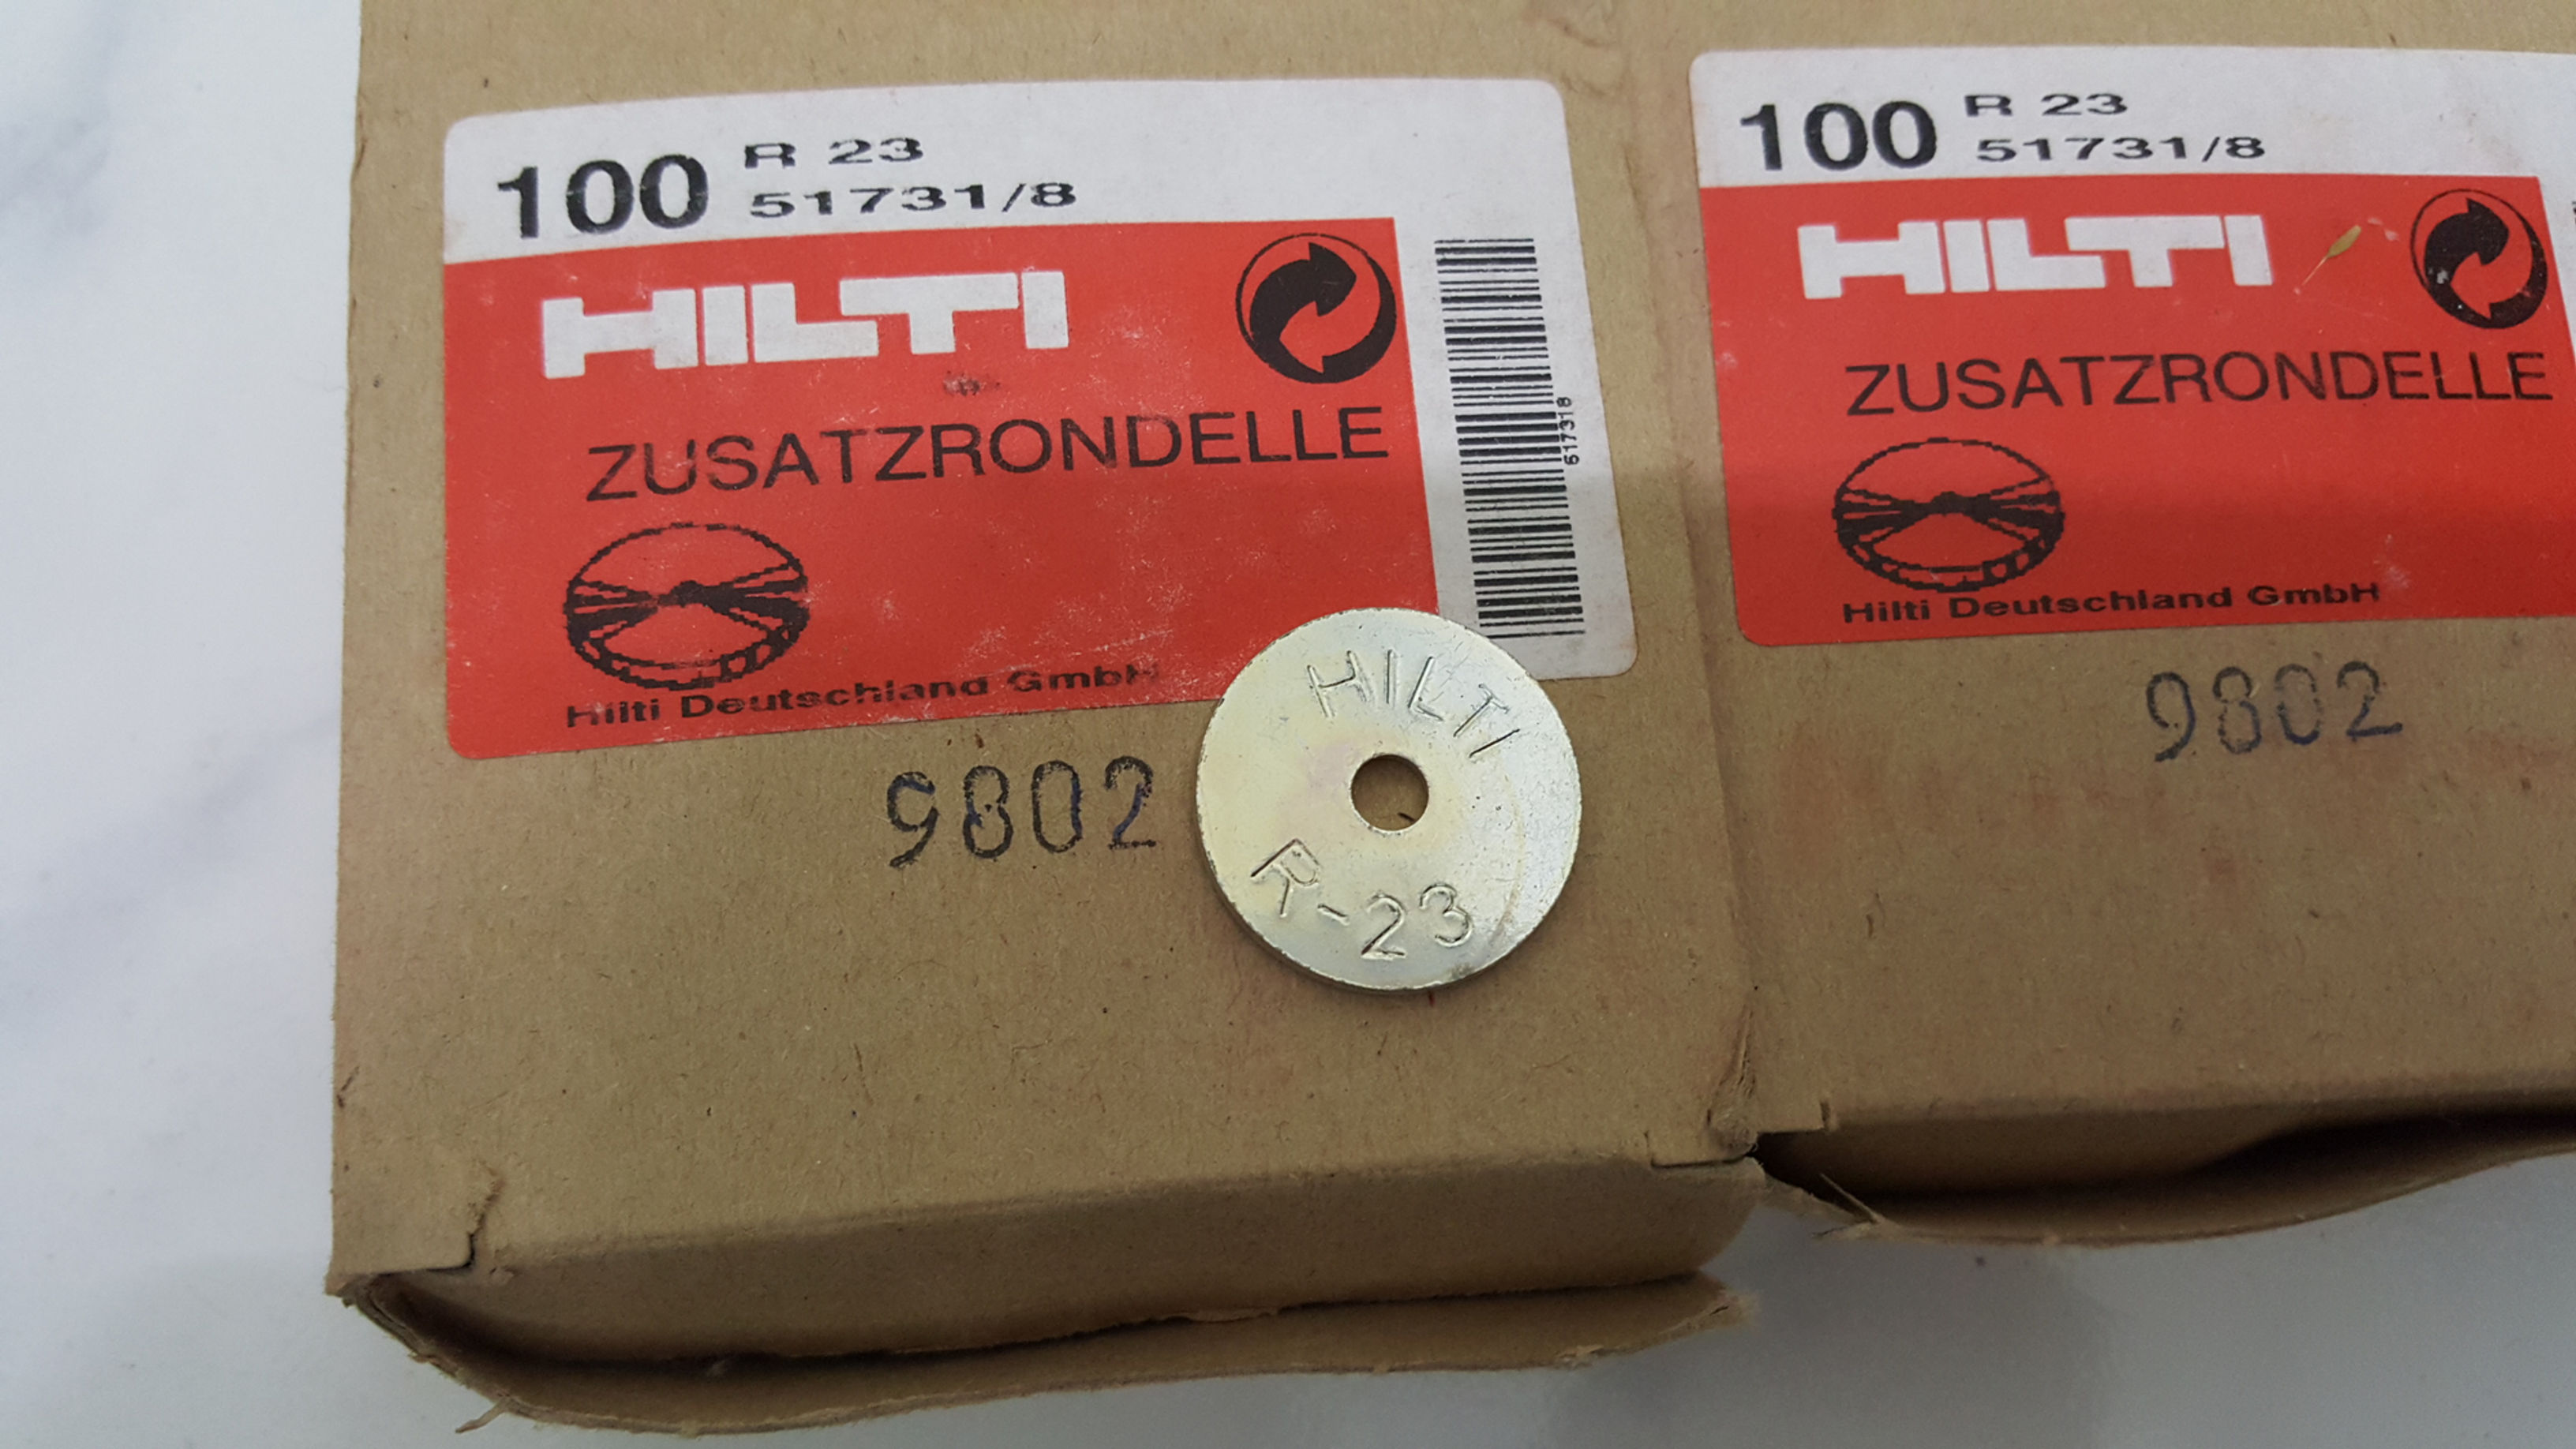 100 R 23
51731/8
HILTI
ZUSATZRONDELLE
517318
Hilti Deutschland GmbH
9802
HILTI
R-23
100 R 23
51731/8
HILTI
ZUSATZRONDELLE
Hilti Deutschland GmbH
9802